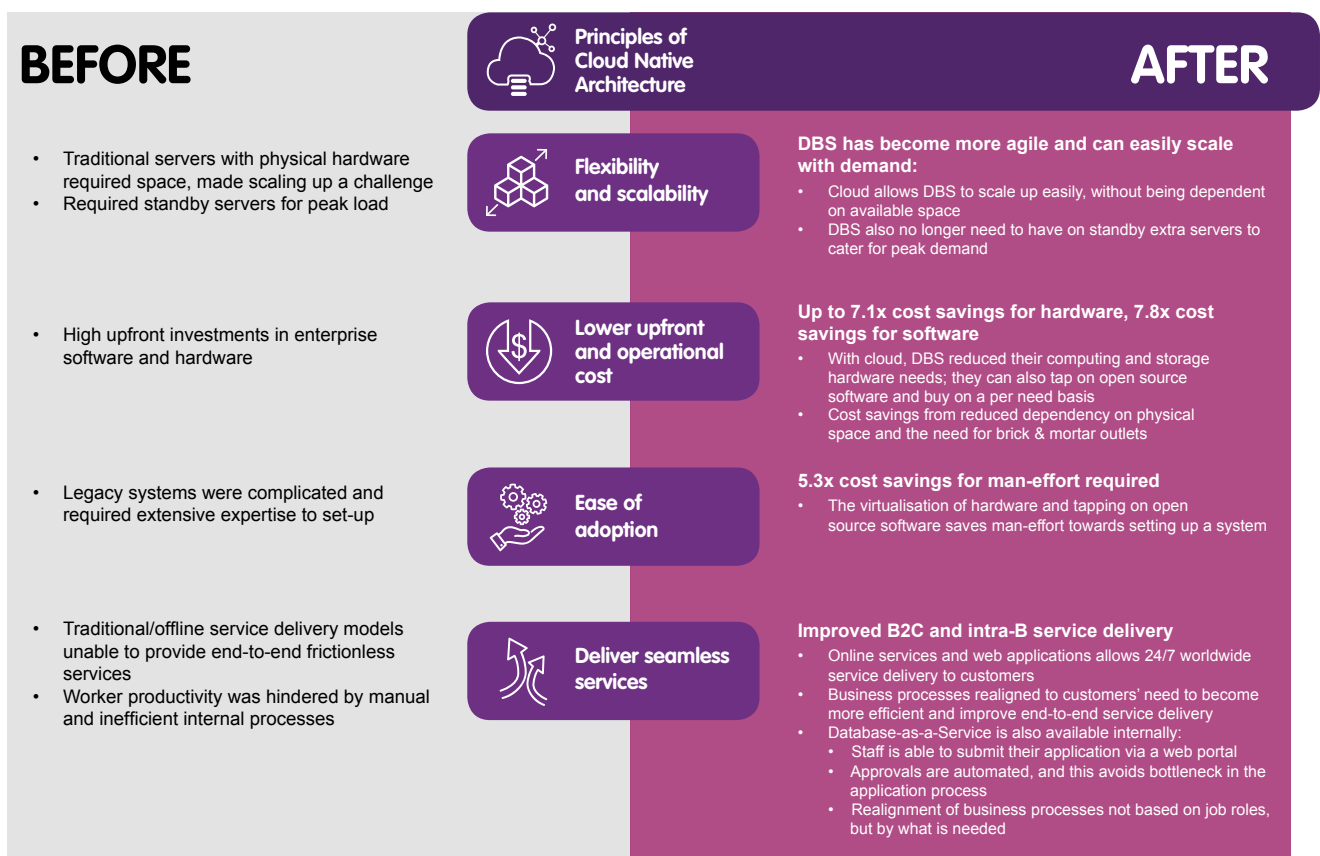 BEFORE
Principles of
Cloud Native
Architecture
AFTER
• Traditional servers with physical hardware
required space, made scaling up a challenge
• Required standby servers for peak load
Flexibility
and scalability
DBS has become more agile and can easily scale
with demand:
• Cloud allows DBS to scale up easily, without being dependent
on available space
• DBS also no longer need to have on standby extra servers to
cater for peak demand
• High upfront investments in enterprise
software and hardware
$
Lower upfront
and operational
cost
Up to 7.1x cost savings for hardware, 7.8x cost
savings for software
• With cloud, DBS reduced their computing and storage
hardware needs; they can also tap on open source
software and buy on a per need basis
• Cost savings from reduced dependency on physical
space and the need for brick & mortar outlets
• Legacy systems were complicated and
required extensive expertise to set-up
Ease of
adoption
5.3x cost savings for man-effort required
• The virtualisation of hardware and tapping on open
source software saves man-effort towards setting up a system
• Traditional/offline service delivery models
unable to provide end-to-end frictionless
services
• Worker productivity was hindered by manual
and inefficient internal processes
Deliver seamless
services
Improved B2C and intra-B service delivery
• Online services and web applications allows 24/7 worldwide
service delivery to customers
• Business processes realigned to customers' need to become
more efficient and improve end-to-end service delivery
• Database-as-a-Service is also available internally:
• Staff is able to submit their application via a web portal
• Approvals are automated, and this avoids bottleneck in the
application process
• Realignment of business processes not based on job roles,
but by what is needed